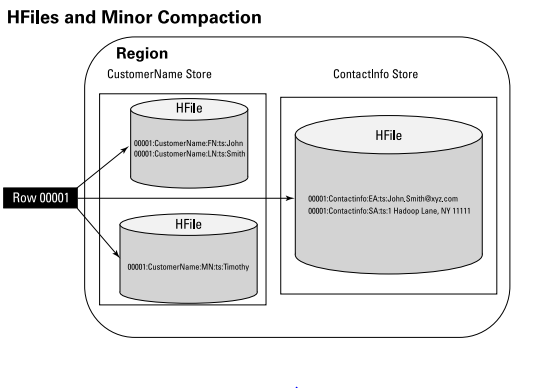 HFiles and Minor Compaction
Region
CustomerName Store
ContactInfo Store
HFile
00001:CustomerName:FN:ts:John
00001:CustomerName:LN:ts:Smith
HFile
00001:Contactinfo:EA:ts:John,Smith@xyz.com
00001:Contactinfo:SA:ts:1 Hadoop Lane, NY 11111
Row 00001
HFile
00001:CustomerName:MN:ts:Timothy